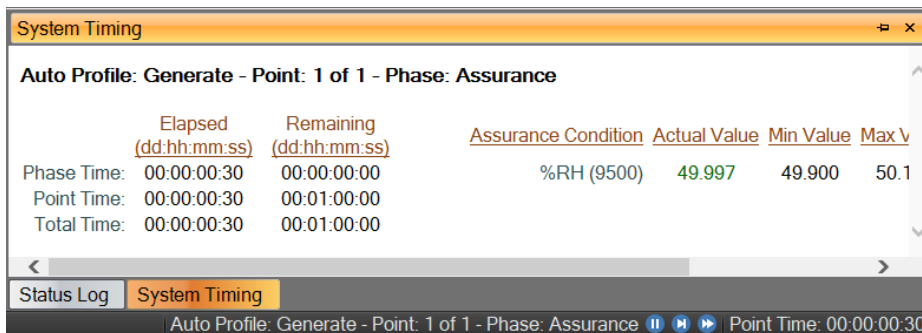 System Timing
Auto Profile: Generate - Point: 1 of 1 - Phase: Assurance
Elapsed Remaining
(dd:hh:mm:ss) (dd:hh:mm:ss) Assurance Condition Actual Value Min Value Max V
Phase Time: 00:00:00:30 00:00:00:00 %RH (9500) 49.997 49.900 50.1
Point Time: 00:00:00:30 00:01:00:00
Total Time: 00:00:00:30 00:01:00:00
Status Log System Timing
Auto Profile: Generate - Point: 1 of 1 - Phase: Assurance Point Time: 00:00:00:30